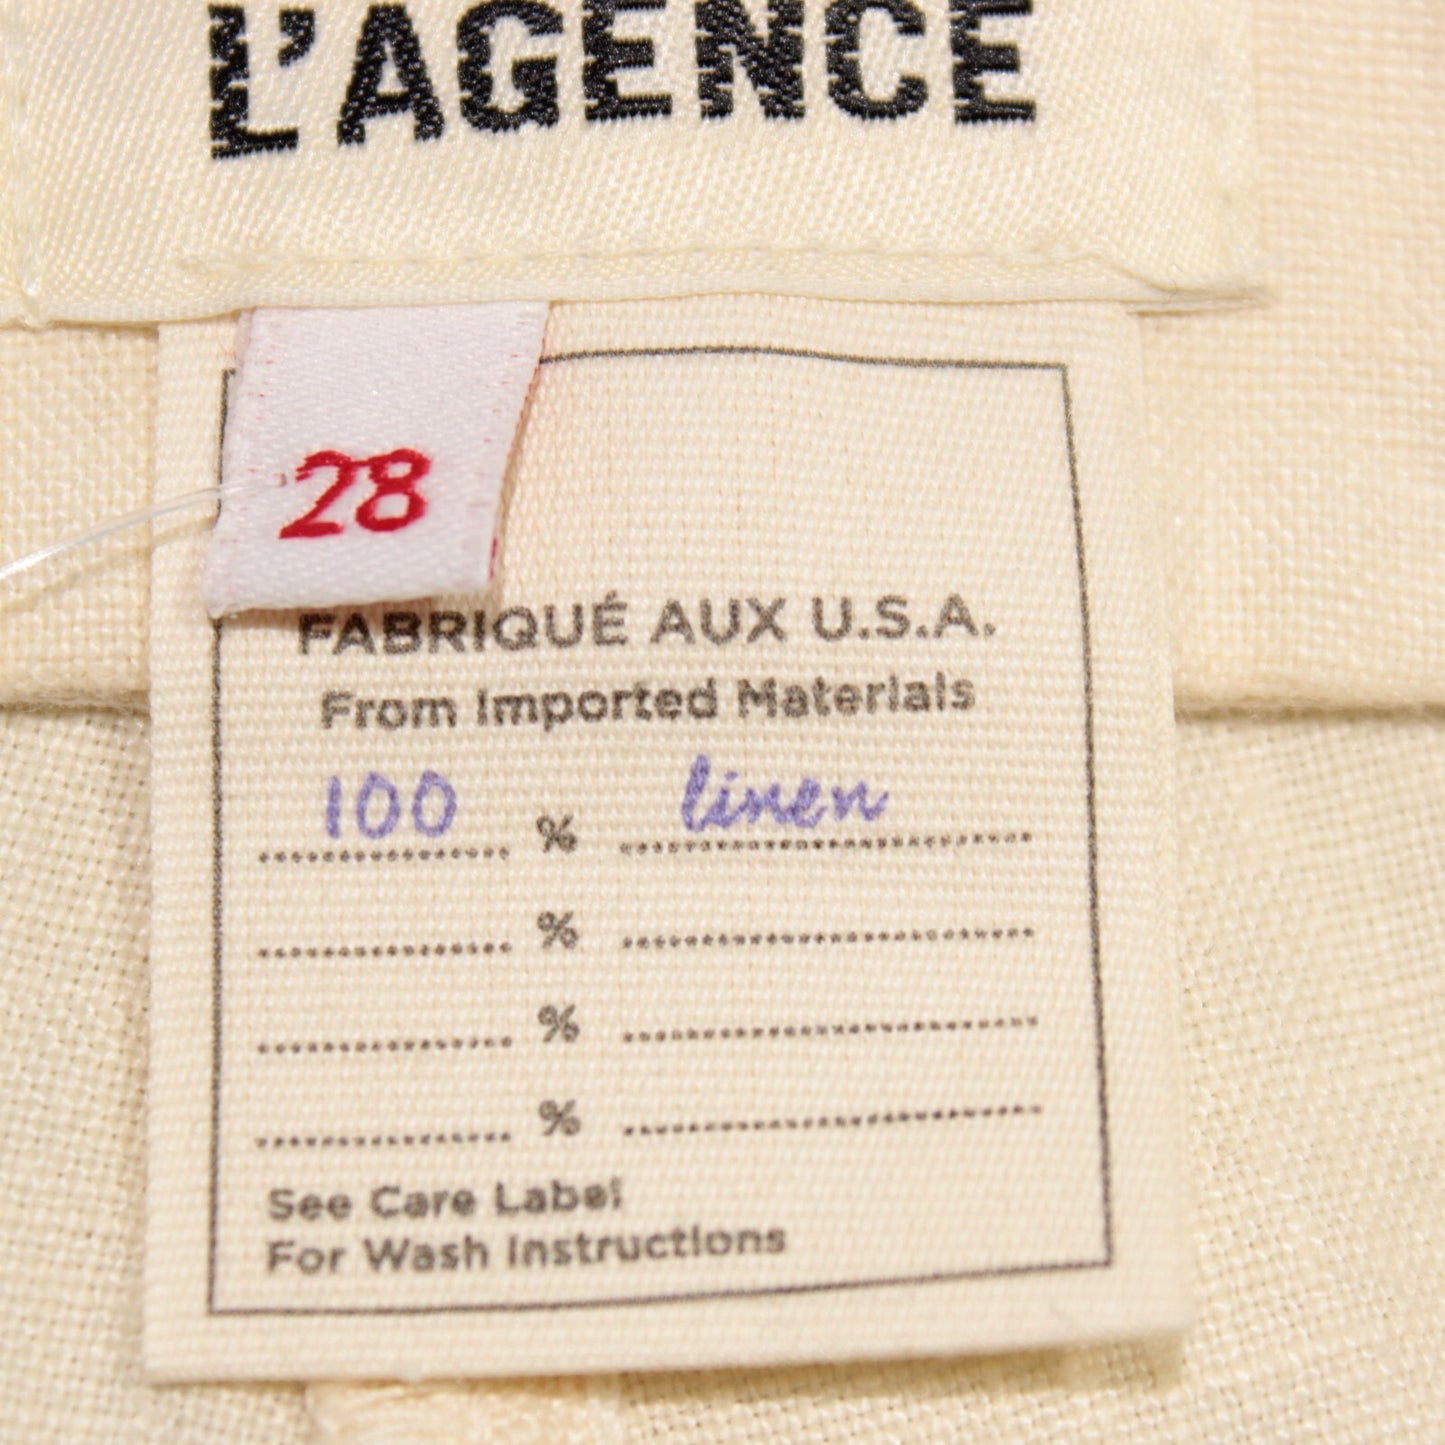 L'AGENCE
28
FABRIQUÉ AUX U.S.A.
From Imported Materials
100 % linen
%
%
%
See Care Label
For Wash Instructions